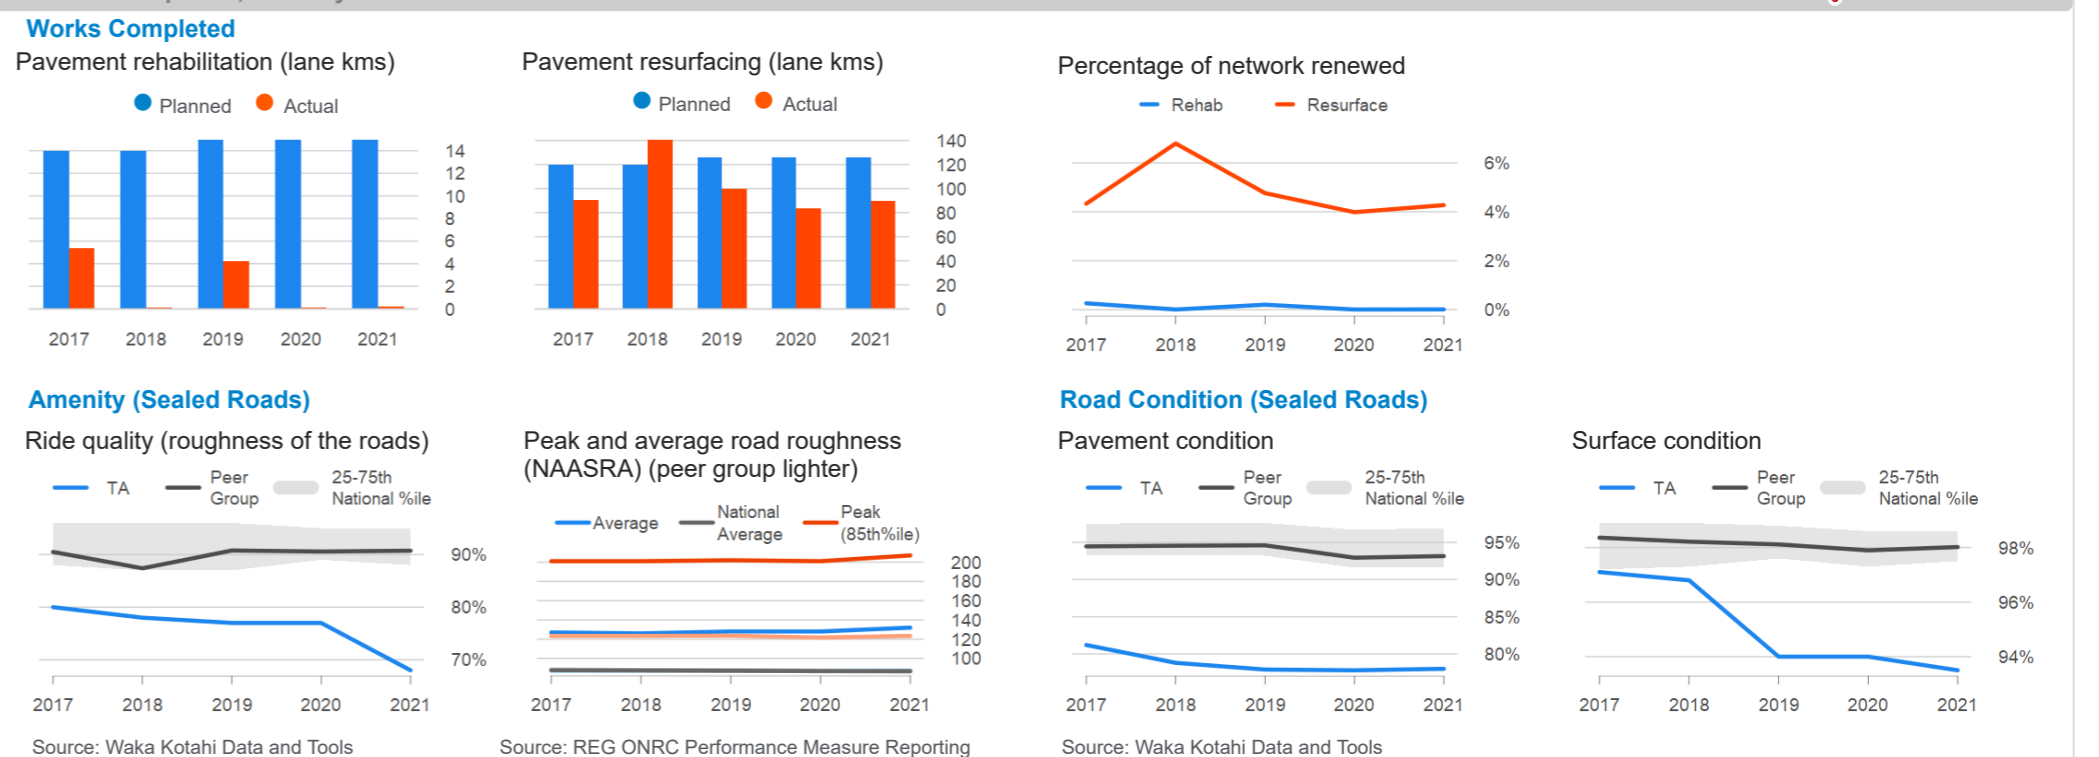 Works Completed
Pavement rehabilitation (lane kms)
Planned Actual
14
12
10
8
6
4
2
0
2017 2018 2019 2020 2021
Pavement resurfacing (lane kms)
Planned Actual
140
120
100
80
60
40
20
0
2017 2018 2019 2020 2021
Percentage of network renewed
Rehab Resurface
6%
4%
2%
0%
2017 2018 2019 2020 2021
Amenity (Sealed Roads)
Ride quality (roughness of the roads)
TA
Peer
Group
25-75th
National %ile
90%
80%
70%
2017 2018 2019 2020 2021
Source: Waka Kotahi Data and Tools
Peak and average road roughness
(NAASRA) (peer group lighter)
Average
National
Average
Peak
(85th%ile)
200
180
160
140
120
100
2017 2018 2019 2020 2021
Source: REG ONRC Performance Measure Reporting
Road Condition (Sealed Roads)
Pavement condition
TA
Peer
Group
25-75th
National %ile
95%
90%
85%
80%
2017 2018 2019 2020 2021
Source: Waka Kotahi Data and Tools
Surface condition
TA
Peer
Group
25-75th
National %ile
98%
96%
94%
2017 2018 2019 2020 2021